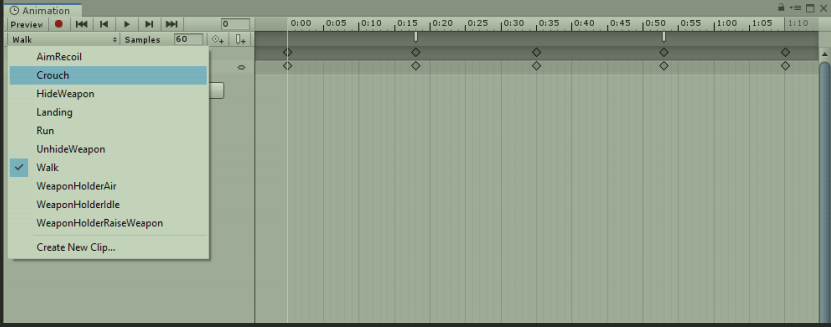 Animation
Preview 0 0:00 0:05 0:10 0:15 0:20 0:25 0:30 0:35 0:40 0:45 0:50 0:55 1:00 1:05 1:10
Walk Samples 60
AimRecoil
Crouch
HideWeapon
Landing
Run
UnhideWeapon
Walk
WeaponHolderAir
WeaponHolderIdle
WeaponHolderRaiseWeapon
Create New Clip...